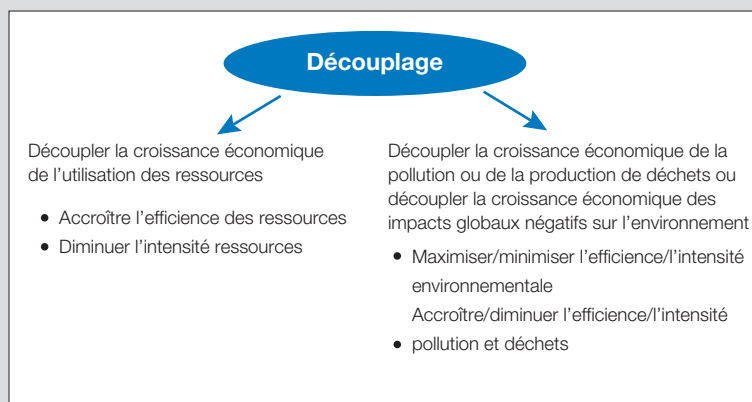 Découplage
Découpler la croissance économique
de l'utilisation des ressources
• Accroître l'efficience des ressources
• Diminuer l'intensité ressources
Découpler la croissance économique de la
pollution ou de la production de déchets ou
découpler la croissance économique des
impacts globaux négatifs sur l'environnement
• Maximiser/minimiser l'efficience/l'intensité
environnementale
Accroître/diminuer l'efficience/l'intensité
• pollution et déchets